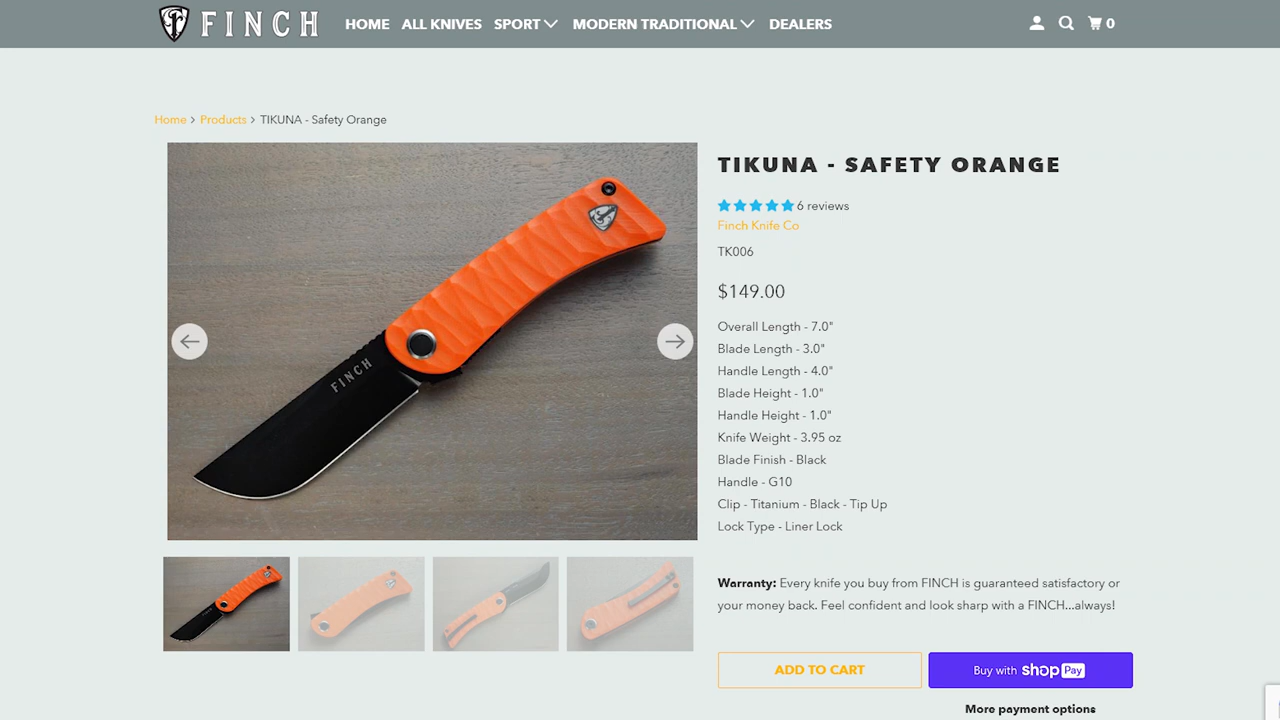 FINCH HOME ALL KNIVES SPORT MODERN TRADITIONAL DEALERS 0
Home > Products > TIKUNA - Safety Orange
TIKUNA - SAFETY ORANGE
6 reviews
Finch Knife Co
TK006
$149.00
Overall Length - 7.0"
Blade Length - 3.0"
Handle Length - 4.0"
Blade Height - 1.0"
Handle Height - 1.0"
Knife Weight - 3.95 oz
Blade Finish - Black
Handle - G10
Clip - Titanium - Black - Tip Up
Lock Type - Liner Lock
FINCH
Warranty: Every knife you buy from FINCH is guaranteed satisfactory or
your money back. Feel confident and look sharp with a FINCH...always!
ADD TO CART
Buy with shop Pay
More payment options